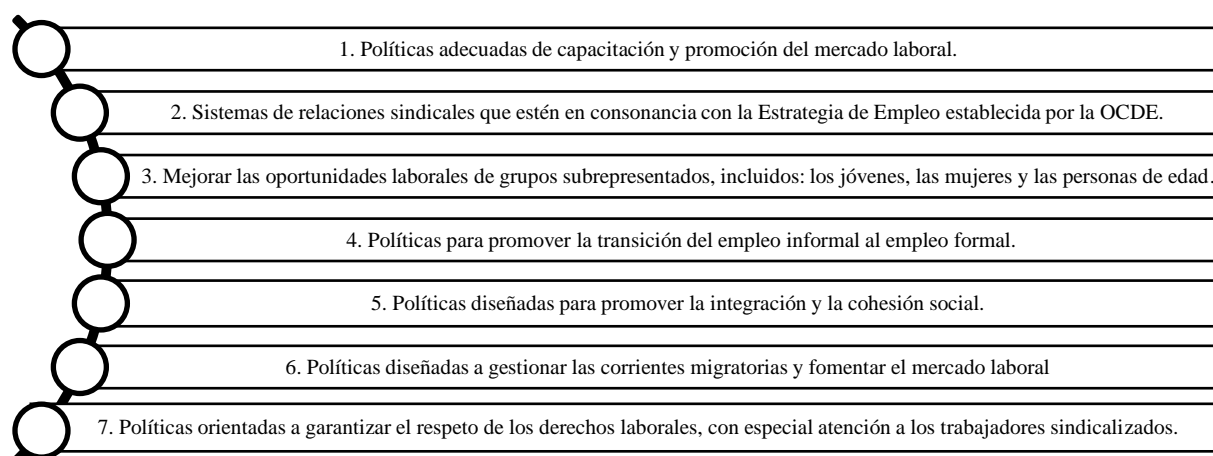 1. Políticas adecuadas de capacitación y promoción del mercado laboral.
2. Sistemas de relaciones sindicales que estén en consonancia con la Estrategia de Empleo establecida por la OCDE.
3. Mejorar las oportunidades laborales de grupos subrepresentados, incluidos: los jóvenes, las mujeres y las personas de edad.
4. Políticas para promover la transición del empleo informal al empleo formal.
5. Políticas diseñadas para promover la integración y la cohesión social.
6. Políticas diseñadas a gestionar las corrientes migratorias y fomentar el mercado laboral
7. Políticas orientadas a garantizar el respeto de los derechos laborales, con especial atención a los trabajadores sindicalizados.